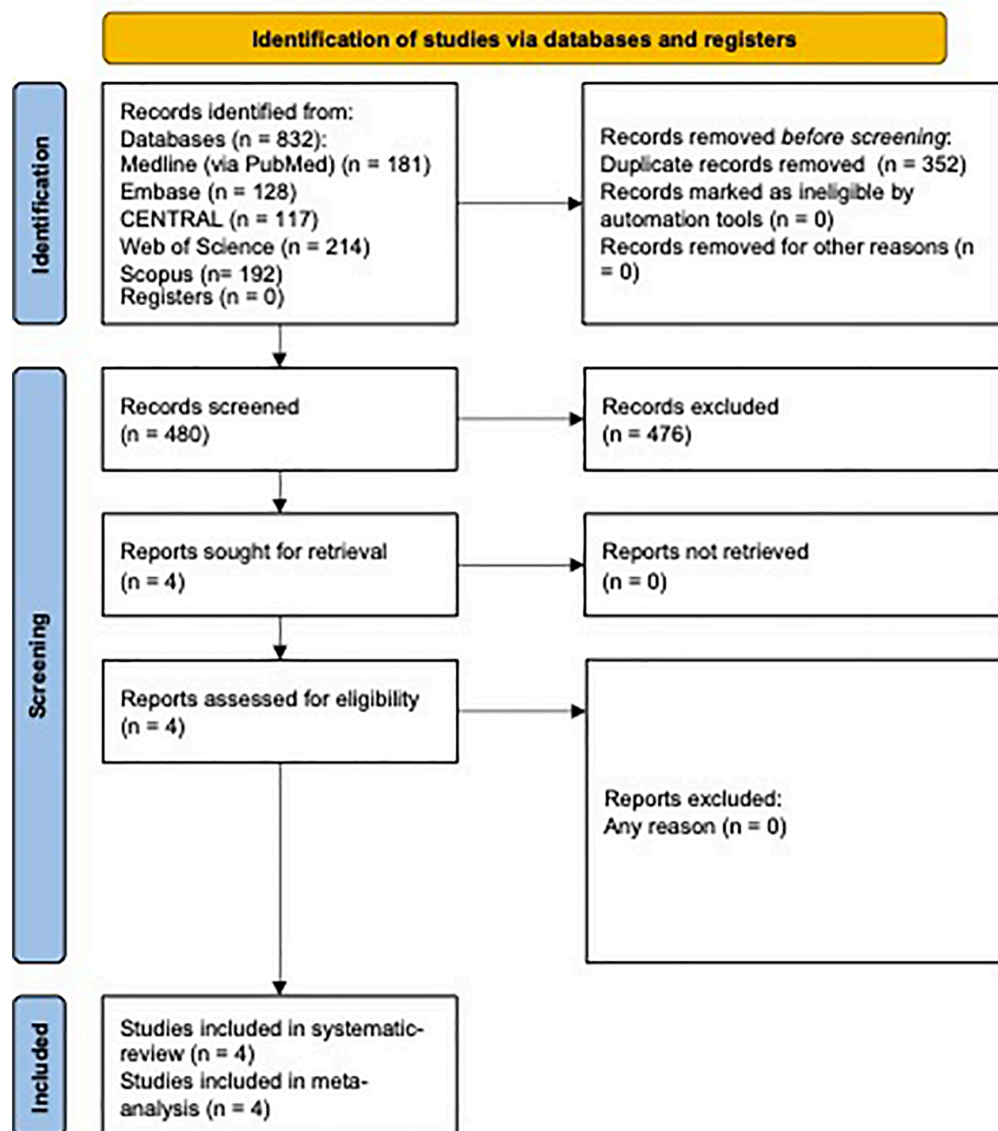 Identification of studies via databases and registers
Identification
Records identified from:
Databases (n = 832):
Medline (via PubMed) (n = 181)
Embase (n = 128)
CENTRAL (n = 117)
Web of Science (n = 214)
Scopus (n= 192)
Registers (n = 0)
Records removed before screening:
Duplicate records removed (n = 352)
Records marked as ineligible by
automation tools (n = 0)
Records removed for other reasons (n
= 0)
Screening
Records screened
(n = 480)
Records excluded
(n = 476)
Reports sought for retrieval
(n = 4)
Reports not retrieved
(n = 0)
Reports assessed for eligibility
(n = 4)
Reports excluded:
Any reason (n = 0)
Included
Studies included in systematic-
review (n = 4)
Studies included in meta-
analysis (n = 4)